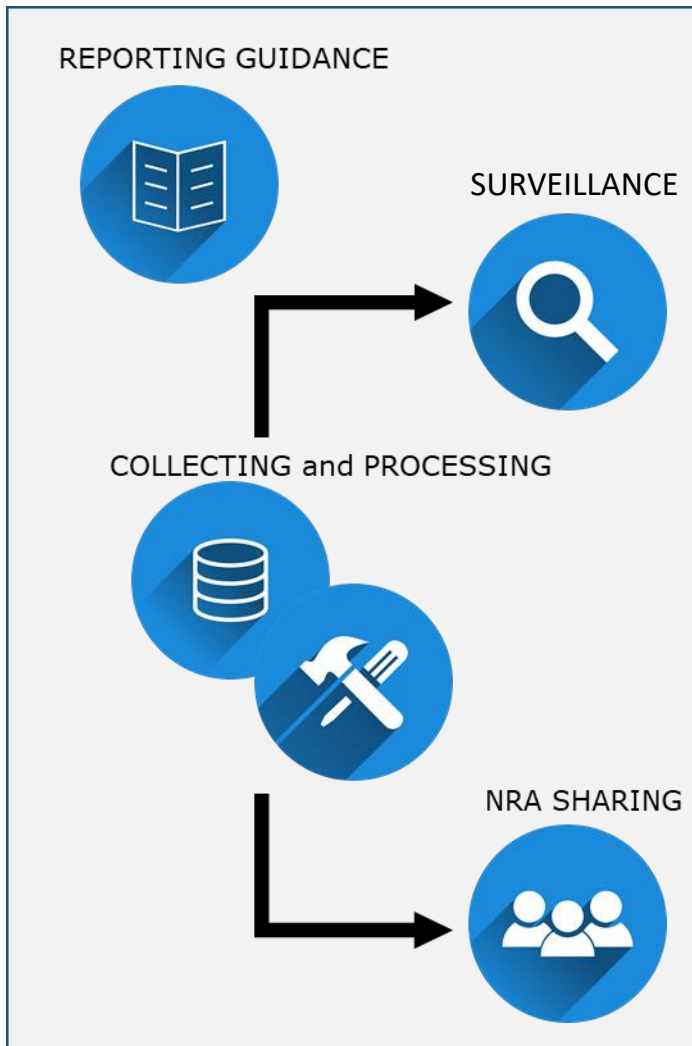 REPORTING GUIDANCE
SURVEILLANCE
COLLECTING and PROCESSING
NRA SHARING